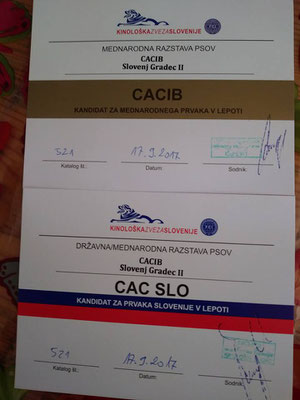 KINOLOŠKAZVEZASLOVENIJE
MEDNARODNA RAZSTAVA PSOV
CACIB
Slovenj Gradec II
CACIB
KANDIDAT ZA MEDNARODNEGA PRVAKA V LEPOTI
521
17.9.2017
Katalog št.:
Datum:
Sodnik:
KINOLOŠKAZVEZASLOVENIJE
DRŽAVNA/MEDNARODNA RAZSTAVA PSOV
CACIB
Slovenj Gradec II
CAC SLO
KANDIDAT ZA PRVAKA SLOVENIJE V LEPOTI
521
17.9.2017
Katalog št.:
Datum:
Sodnik: